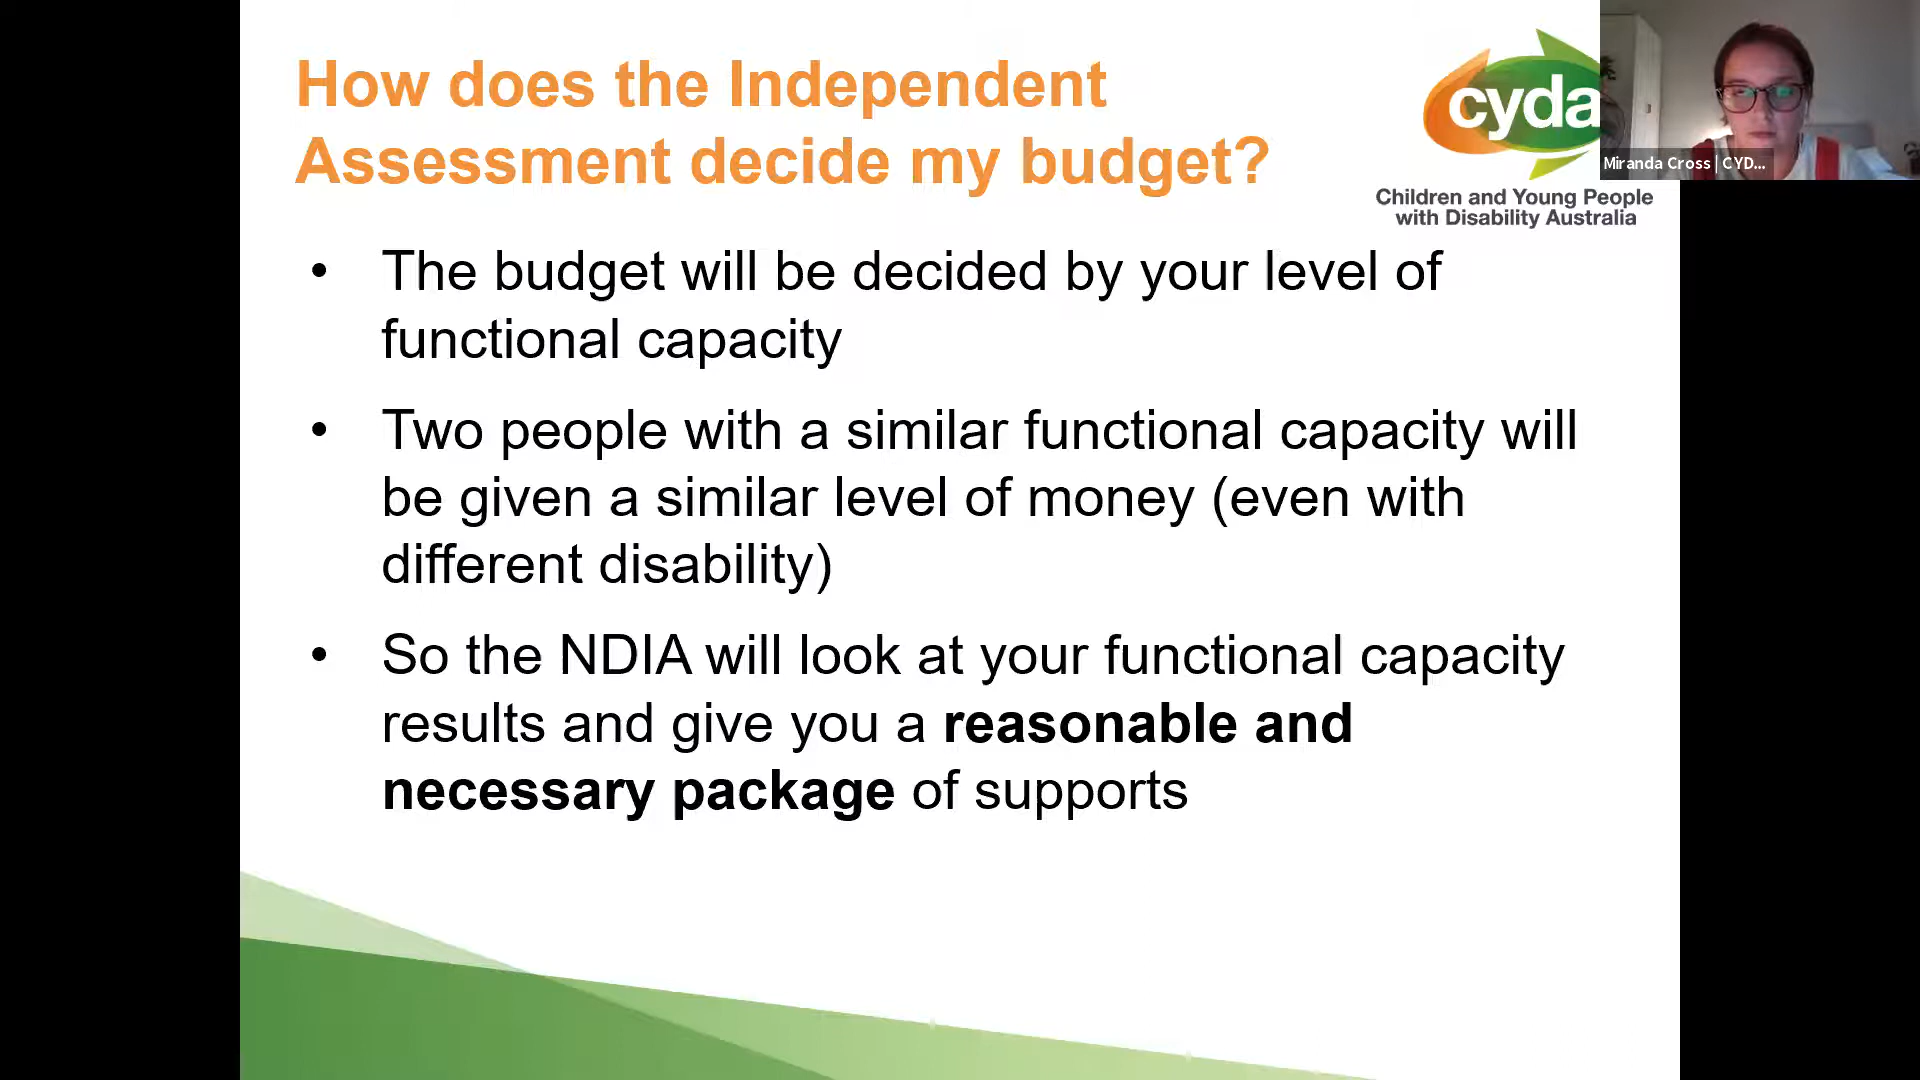 How does the Independent
Assessment decide my budget?
cyda
Miranda Cross | CYD...
Children and Young People
with Disability Australia
• The budget will be decided by your level of
functional capacity
• Two people with a similar functional capacity will
be given a similar level of money (even with
different disability)
• So the NDIA will look at your functional capacity
results and give you a reasonable and
necessary package of supports